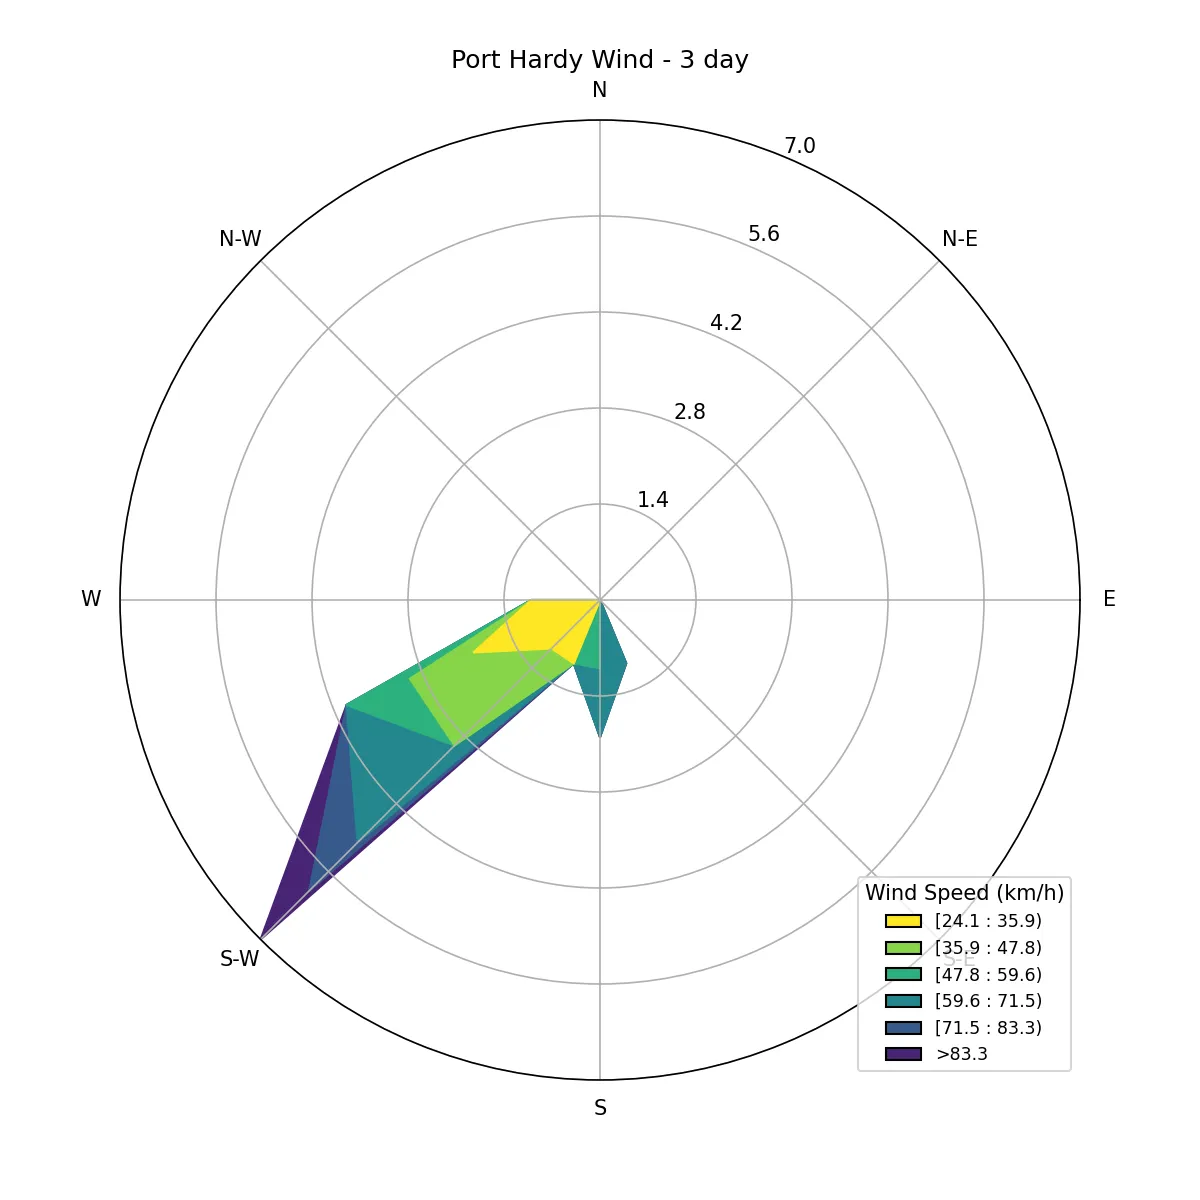 Port Hardy Wind - 3 day
N
7.0
N-W
N-E
5.6
4.2
2.8
1.4
W
E
S-W
S-E
S
Wind Speed (km/h)
[24.1 : 35.9)
[35.9 : 47.8)
[47.8 : 59.6)
[59.6 : 71.5)
[71.5 : 83.3)
>83.3